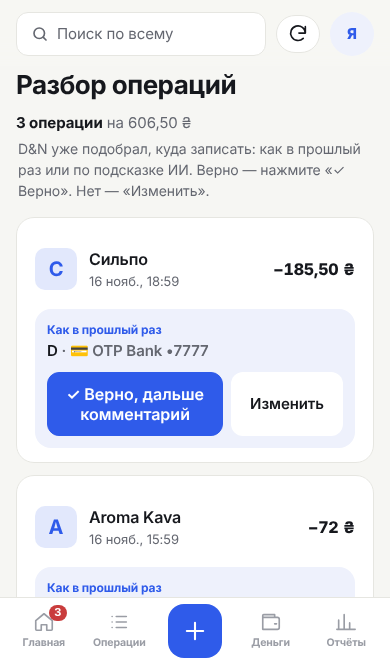 Поиск по всему
Я
Разбор операций
3 операции на 606,50 ₴
D&N уже подобрал, куда записать: как в прошлый
раз или по подсказке ИИ. Верно — нажмите «✓
Верно». Нет — «Изменить».
С
Сильпо
16 нояб., 18:59
−185,50 ₴
Как в прошлый раз
D · 💳 OTP Bank •7777
✓ Верно, дальше
комментарий
Изменить
A
Aroma Kava
16 нояб., 15:59
−72 ₴
Как в прошлый раз
3
Главная
Операции
Деньги
Отчёты